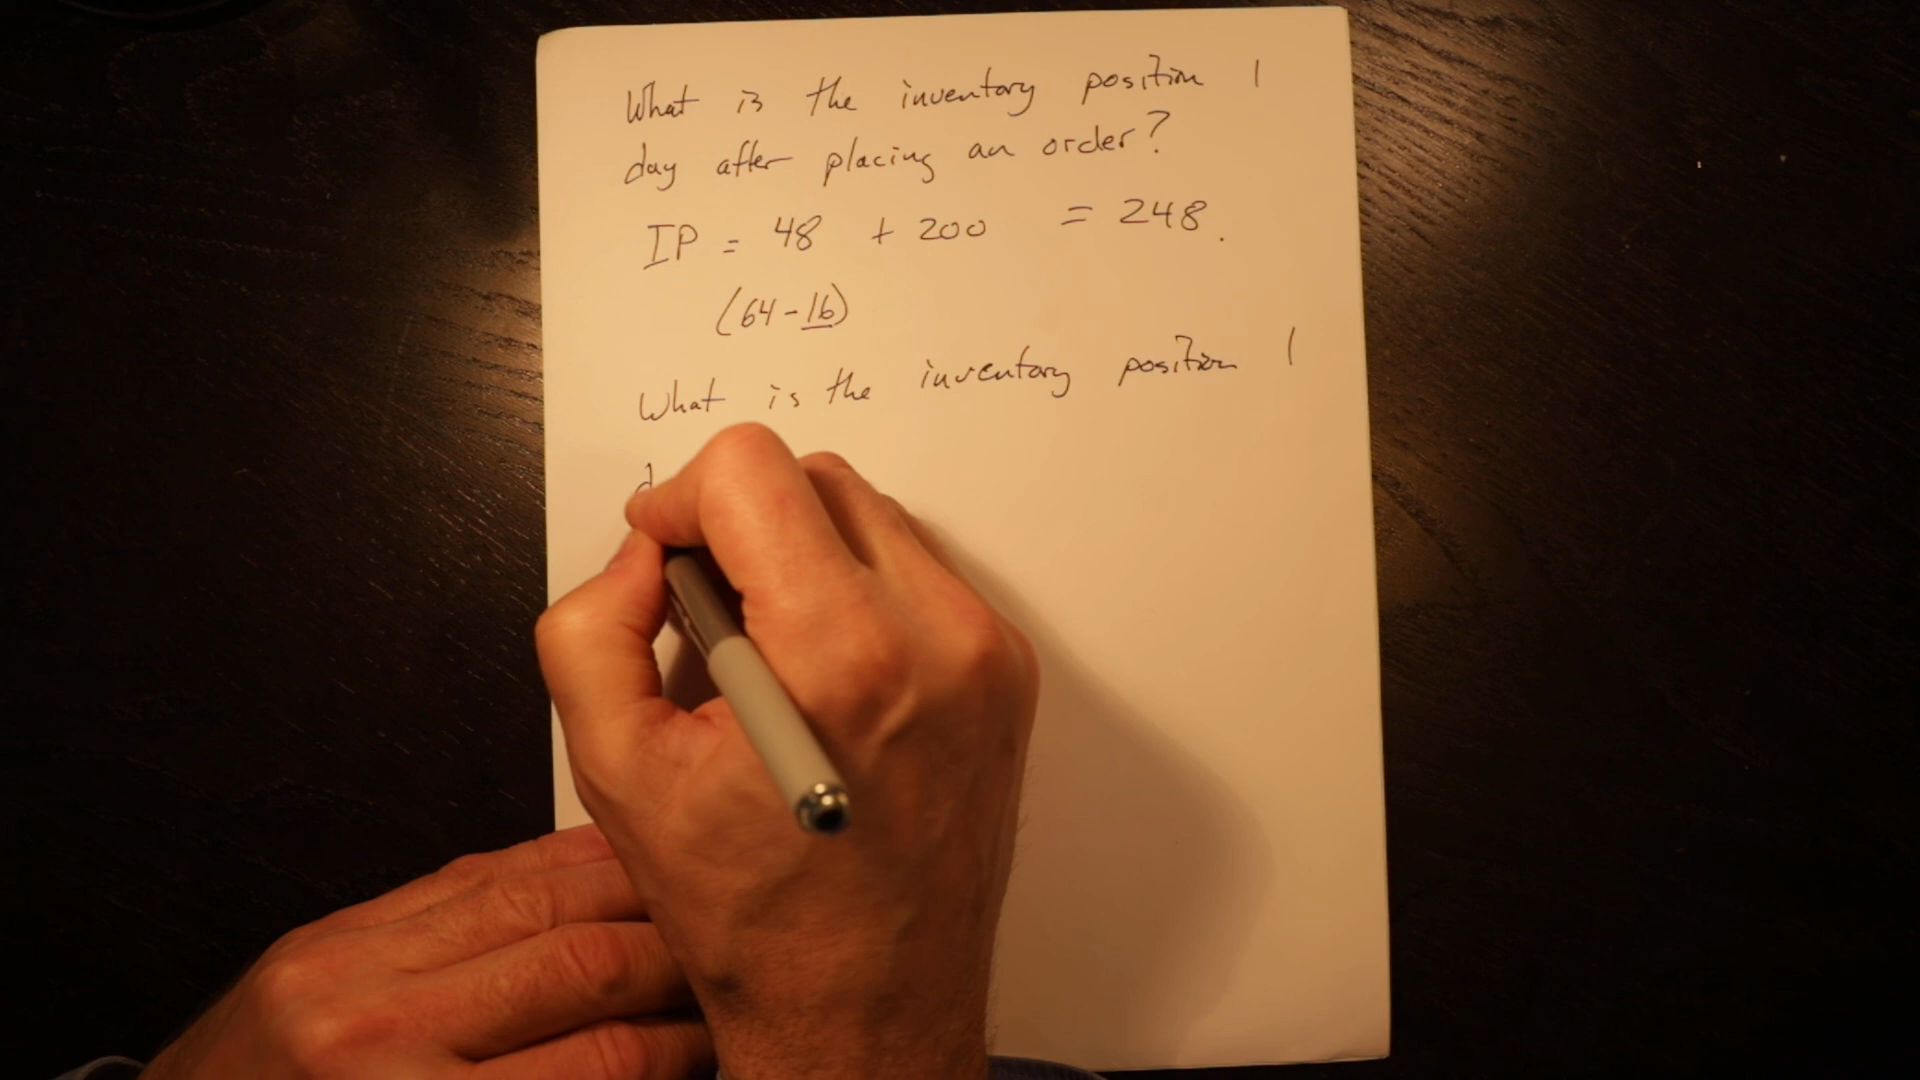 What is the inventory position 1
day after placing an order?
IP = 48 + 200 = 248.
(64-16)
What is the inventory position 1
d